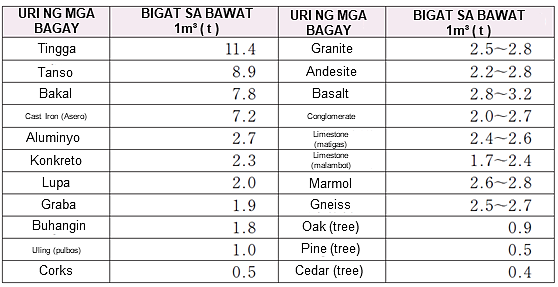 URI NG MGA BAGAY BIGAT SA BAWAT 1m³ ( t ) URI NG MGA BAGAY BIGAT SA BAWAT 1m³ ( t )
Tingga 11.4 Granite 2.5~2.8
Tanso 8.9 Andesite 2.2~2.8
Bakal 7.8 Basalt 2.8~3.2
Cast Iron (Asero) 7.2 Conglomerate 2.0~2.7
Aluminyo 2.7 Limestone (matigas) 2.4~2.6
Konkreto 2.3 Limestone (malambot) 1.7~2.4
Lupa 2.0 Marmol 2.6~2.8
Graba 1.9 Gneiss 2.5~2.7
Buhangin 1.8 Oak (tree) 0.9
Uling (pulbos) 1.0 Pine (tree) 0.5
Corks 0.5 Cedar (tree) 0.4